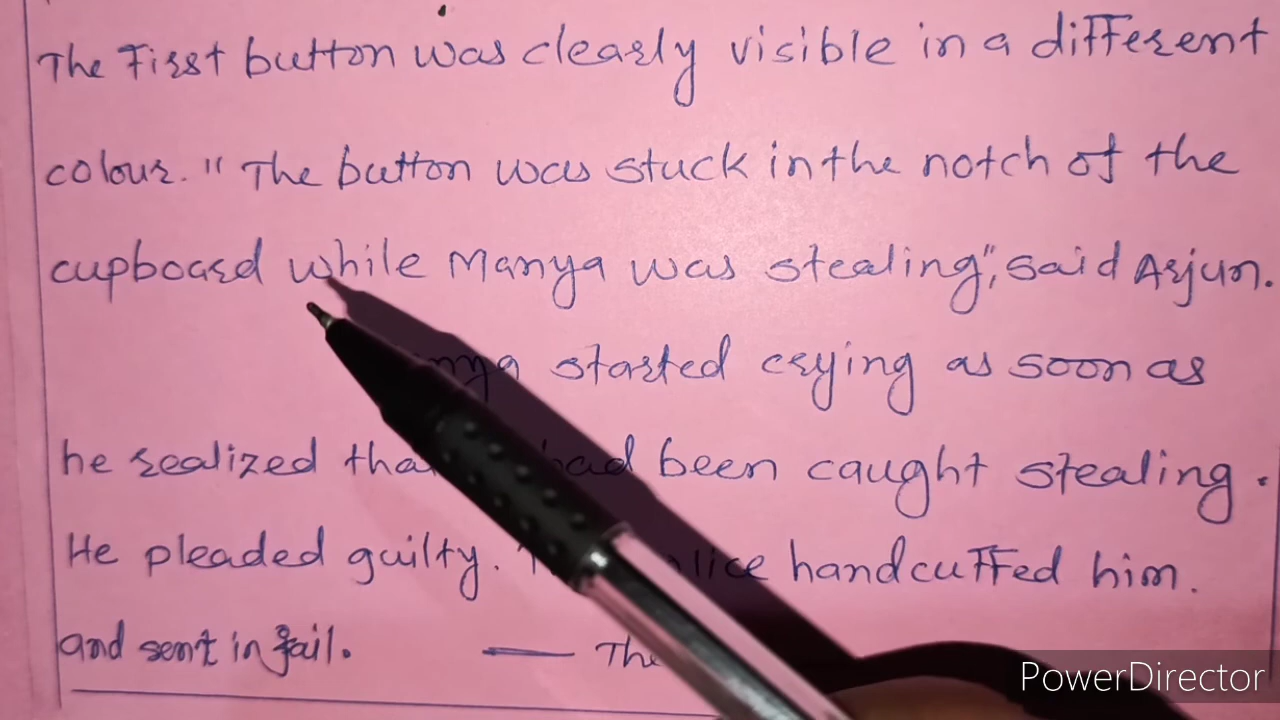 The First button was clearly visible in a different
colour. " The button was stuck in the notch of the
cupboard while Manya was stealing", said Arjun.
started crying as soon as
he realized had been caught stealing.
He pleaded guilty. handcuffed him.
and sent in jail. — The
PowerDirector